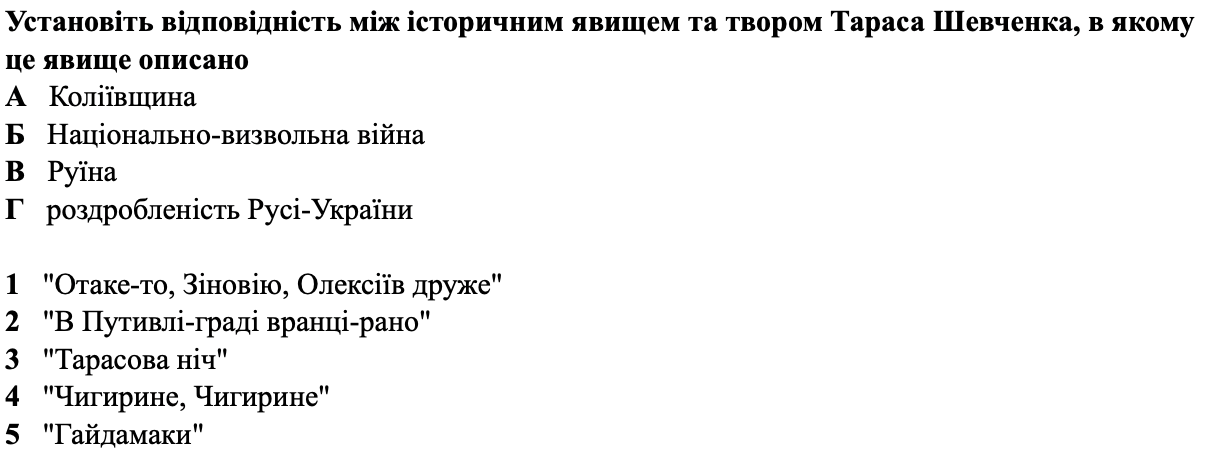 Установіть відповідність між історичним явищем та твором Тараса Шевченка, в якому
це явище описано
А Коліївщина
Б Національно-визвольна війна
В Руїна
Г роздробленість Русі-України
1 "Отаке-то, Зіновію, Олексіїв друже"
2 "В Путивлі-граді вранці-рано"
3 "Тарасова ніч"
4 "Чигирине, Чигирине"
5 "Гайдамаки"